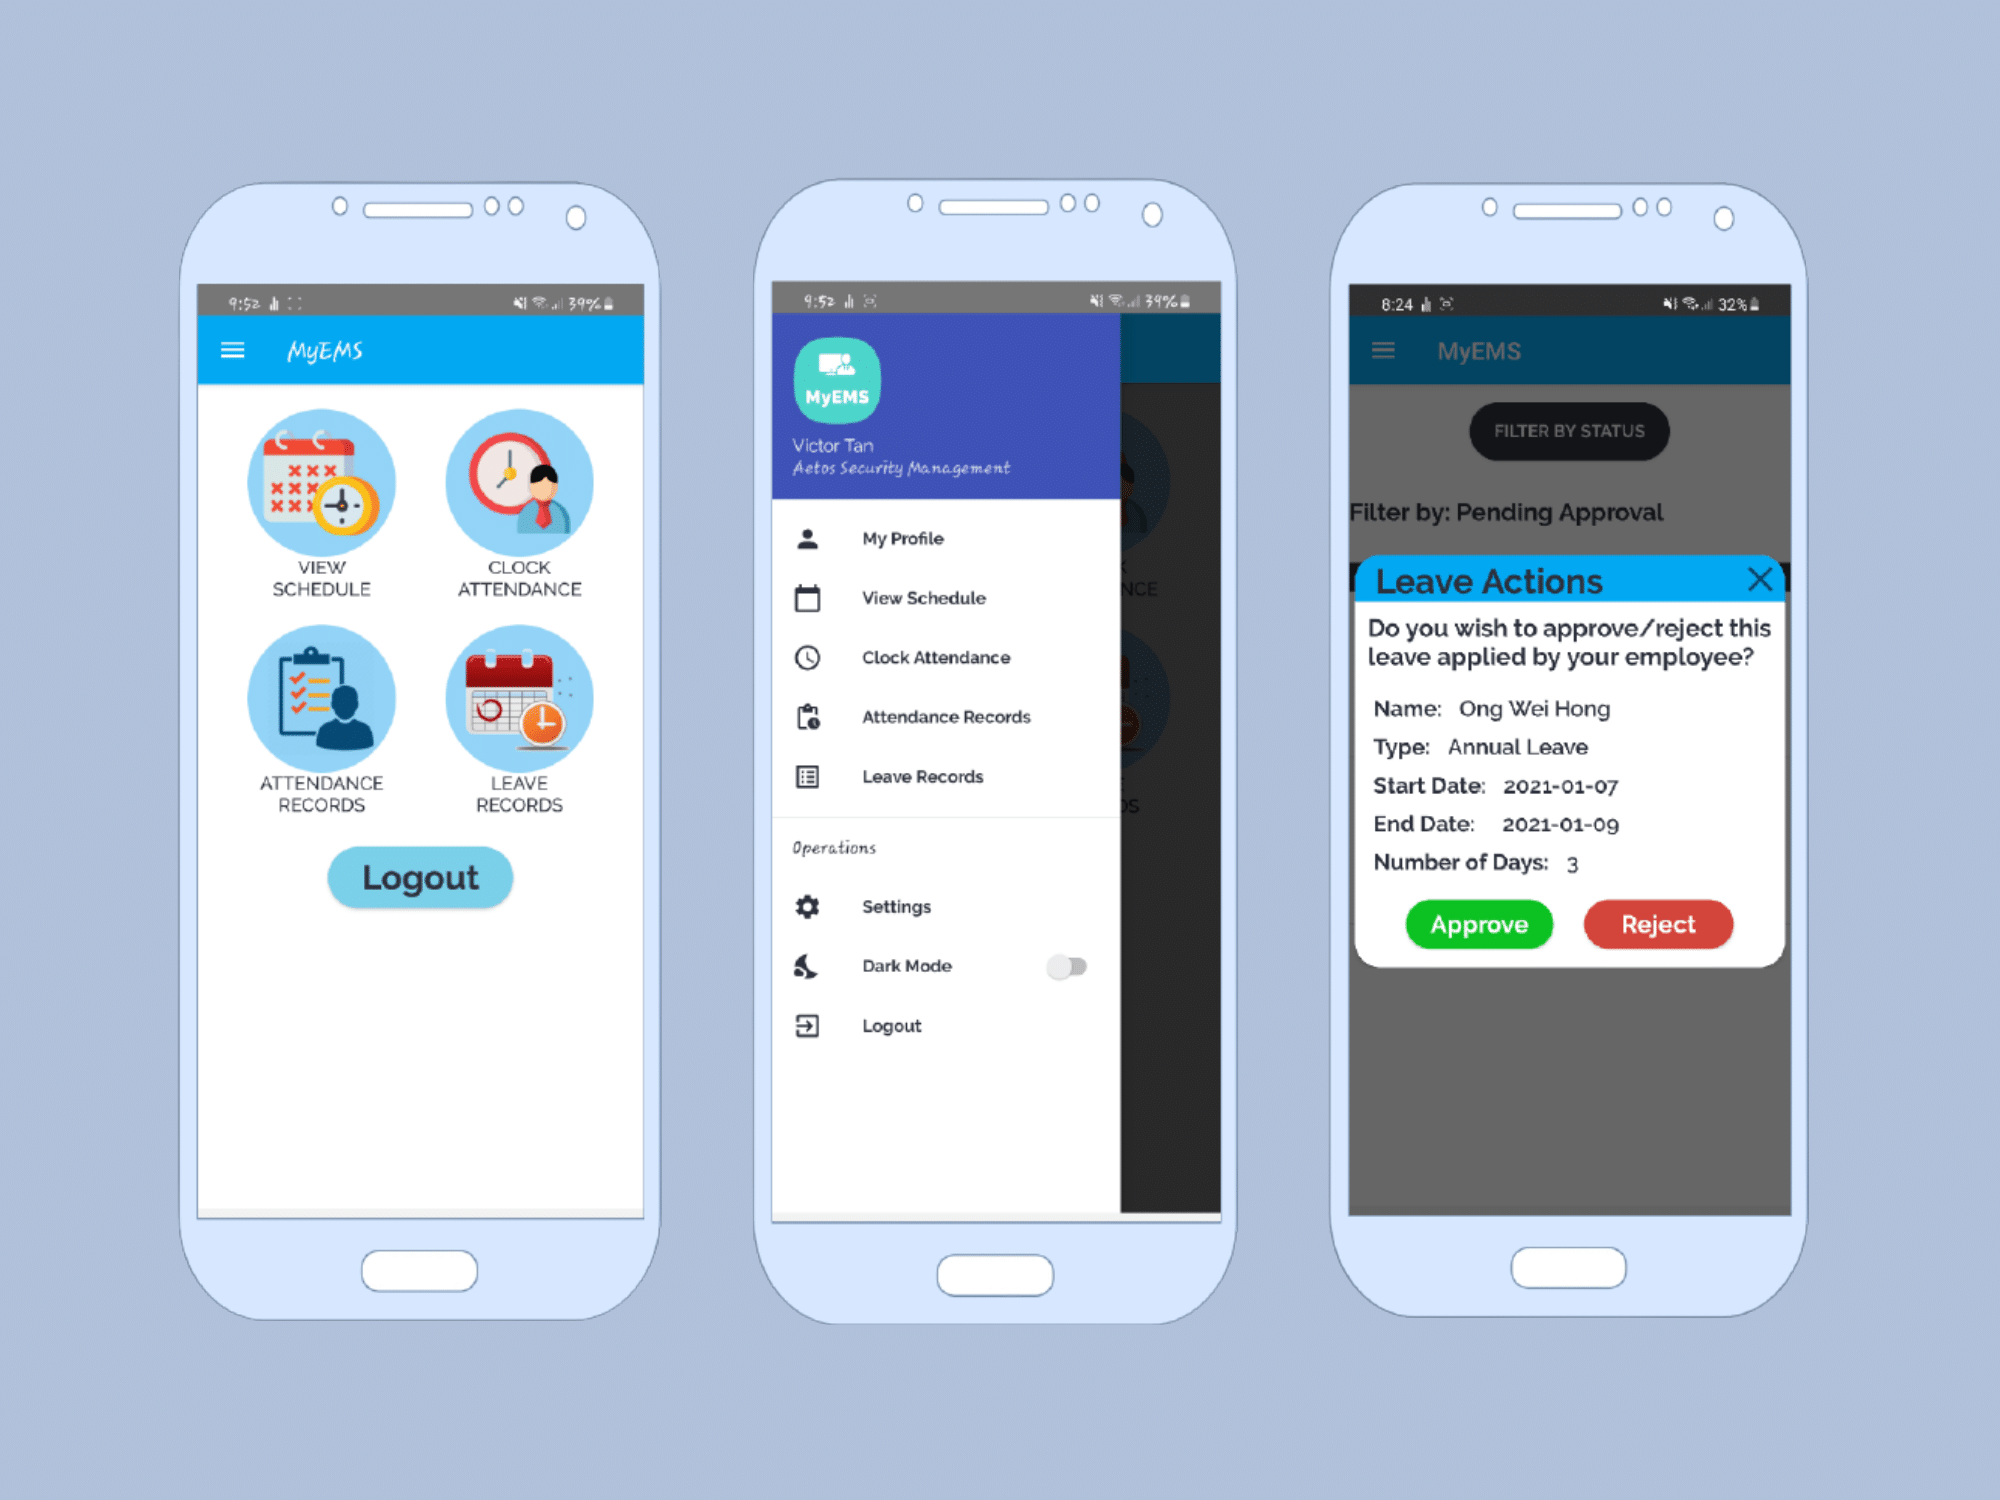 9:52
39%
MyEMS
VIEW
SCHEDULE
CLOCK
ATTENDANCE
ATTENDANCE
RECORDS
LEAVE
RECORDS
Logout
9:52
39%
MyEMS
Victor Tan
Aetos Security Management
My Profile
View Schedule
Clock Attendance
NCE
Attendance Records
Leave Records
DS
Operations
Settings
Dark Mode
Logout
8:24
32%
MyEMS
FILTER BY STATUS
Filter by: Pending Approval
Leave Actions
Do you wish to approve/reject this
leave applied by your employee?
Name: Ong Wei Hong
Type: Annual Leave
Start Date: 2021-01-07
End Date: 2021-01-09
Number of Days: 3
Approve Reject